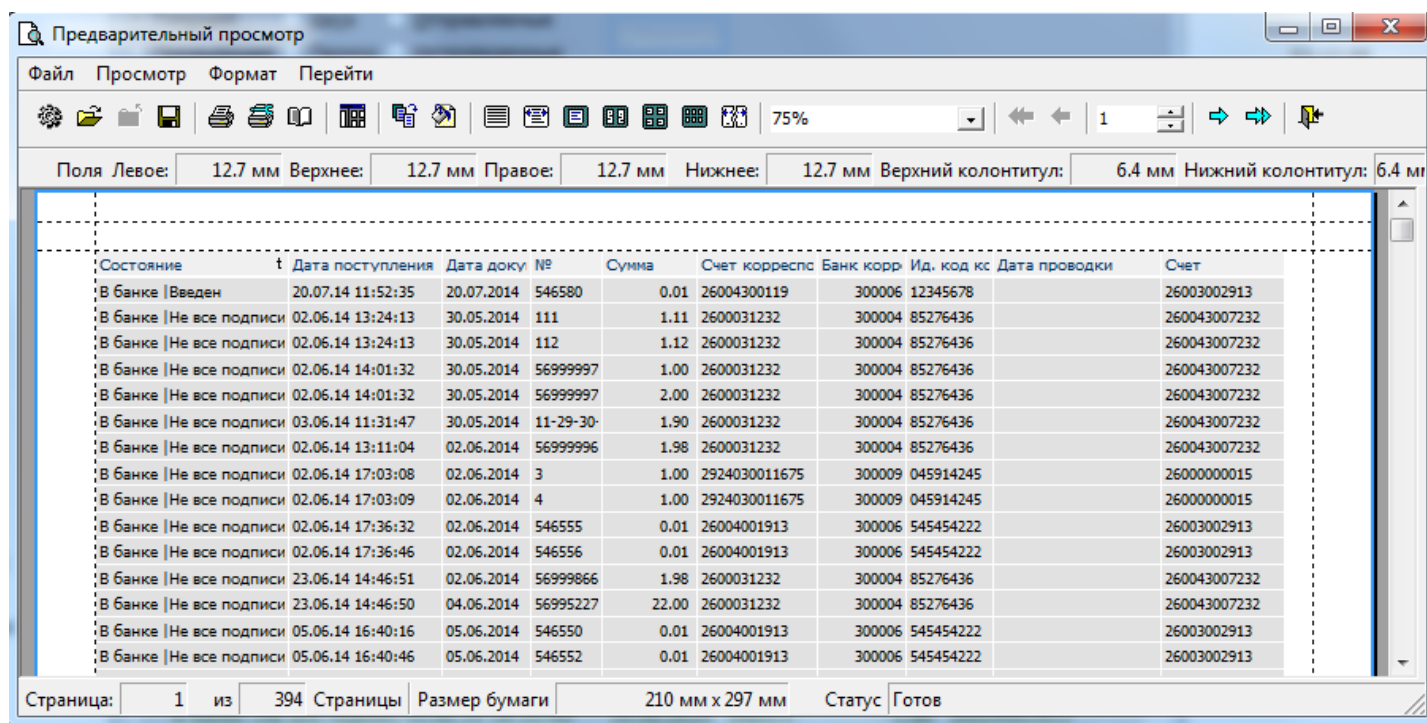 Предварительный просмотр
Файл Просмотр Формат Перейти
75% 1
Поля Левое: 12.7 мм Верхнее: 12.7 мм Правое: 12.7 мм Нижнее: 12.7 мм Верхний колонтитул: 6.4 мм Нижний колонтитул: 6.4 мм
Состояние t Дата поступления Дата доку № Сумма Счет корреспо Банк корр Ид. код кс Дата проводки Счет
В банке |Введен 20.07.14 11:52:35 20.07.2014 546580 0.01 26004300119 300006 12345678 26003002913
В банке |Не все подписи 02.06.14 13:24:13 30.05.2014 111 1.11 2600031232 300004 85276436 260043007232
В банке |Не все подписи 02.06.14 13:24:13 30.05.2014 112 1.12 2600031232 300004 85276436 260043007232
В банке |Не все подписи 02.06.14 14:01:32 30.05.2014 56999997 1.00 2600031232 300004 85276436 260043007232
В банке |Не все подписи 02.06.14 14:01:32 30.05.2014 56999997 2.00 2600031232 300004 85276436 260043007232
В банке |Не все подписи 03.06.14 11:31:47 30.05.2014 11-29-30- 1.90 2600031232 300004 85276436 260043007232
В банке |Не все подписи 02.06.14 13:11:04 02.06.2014 56999996 1.98 2600031232 300004 85276436 260043007232
В банке |Не все подписи 02.06.14 17:03:08 02.06.2014 3 1.00 2924030011675 300009 045914245 26000000015
В банке |Не все подписи 02.06.14 17:03:09 02.06.2014 4 1.00 2924030011675 300009 045914245 26000000015
В банке |Не все подписи 02.06.14 17:36:32 02.06.2014 546555 0.01 26004001913 300006 545454222 26003002913
В банке |Не все подписи 02.06.14 17:36:46 02.06.2014 546556 0.01 26004001913 300006 545454222 26003002913
В банке |Не все подписи 23.06.14 14:46:51 02.06.2014 56999866 1.98 2600031232 300004 85276436 260043007232
В банке |Не все подписи 23.06.14 14:46:50 04.06.2014 56995227 22.00 2600031232 300004 85276436 260043007232
В банке |Не все подписи 05.06.14 16:40:16 05.06.2014 546550 0.01 26004001913 300006 545454222 26003002913
В банке |Не все подписи 05.06.14 16:40:46 05.06.2014 546552 0.01 26004001913 300006 545454222 26003002913
Страница: 1 из 394 Страницы Размер бумаги 210 мм x 297 мм Статус Готов